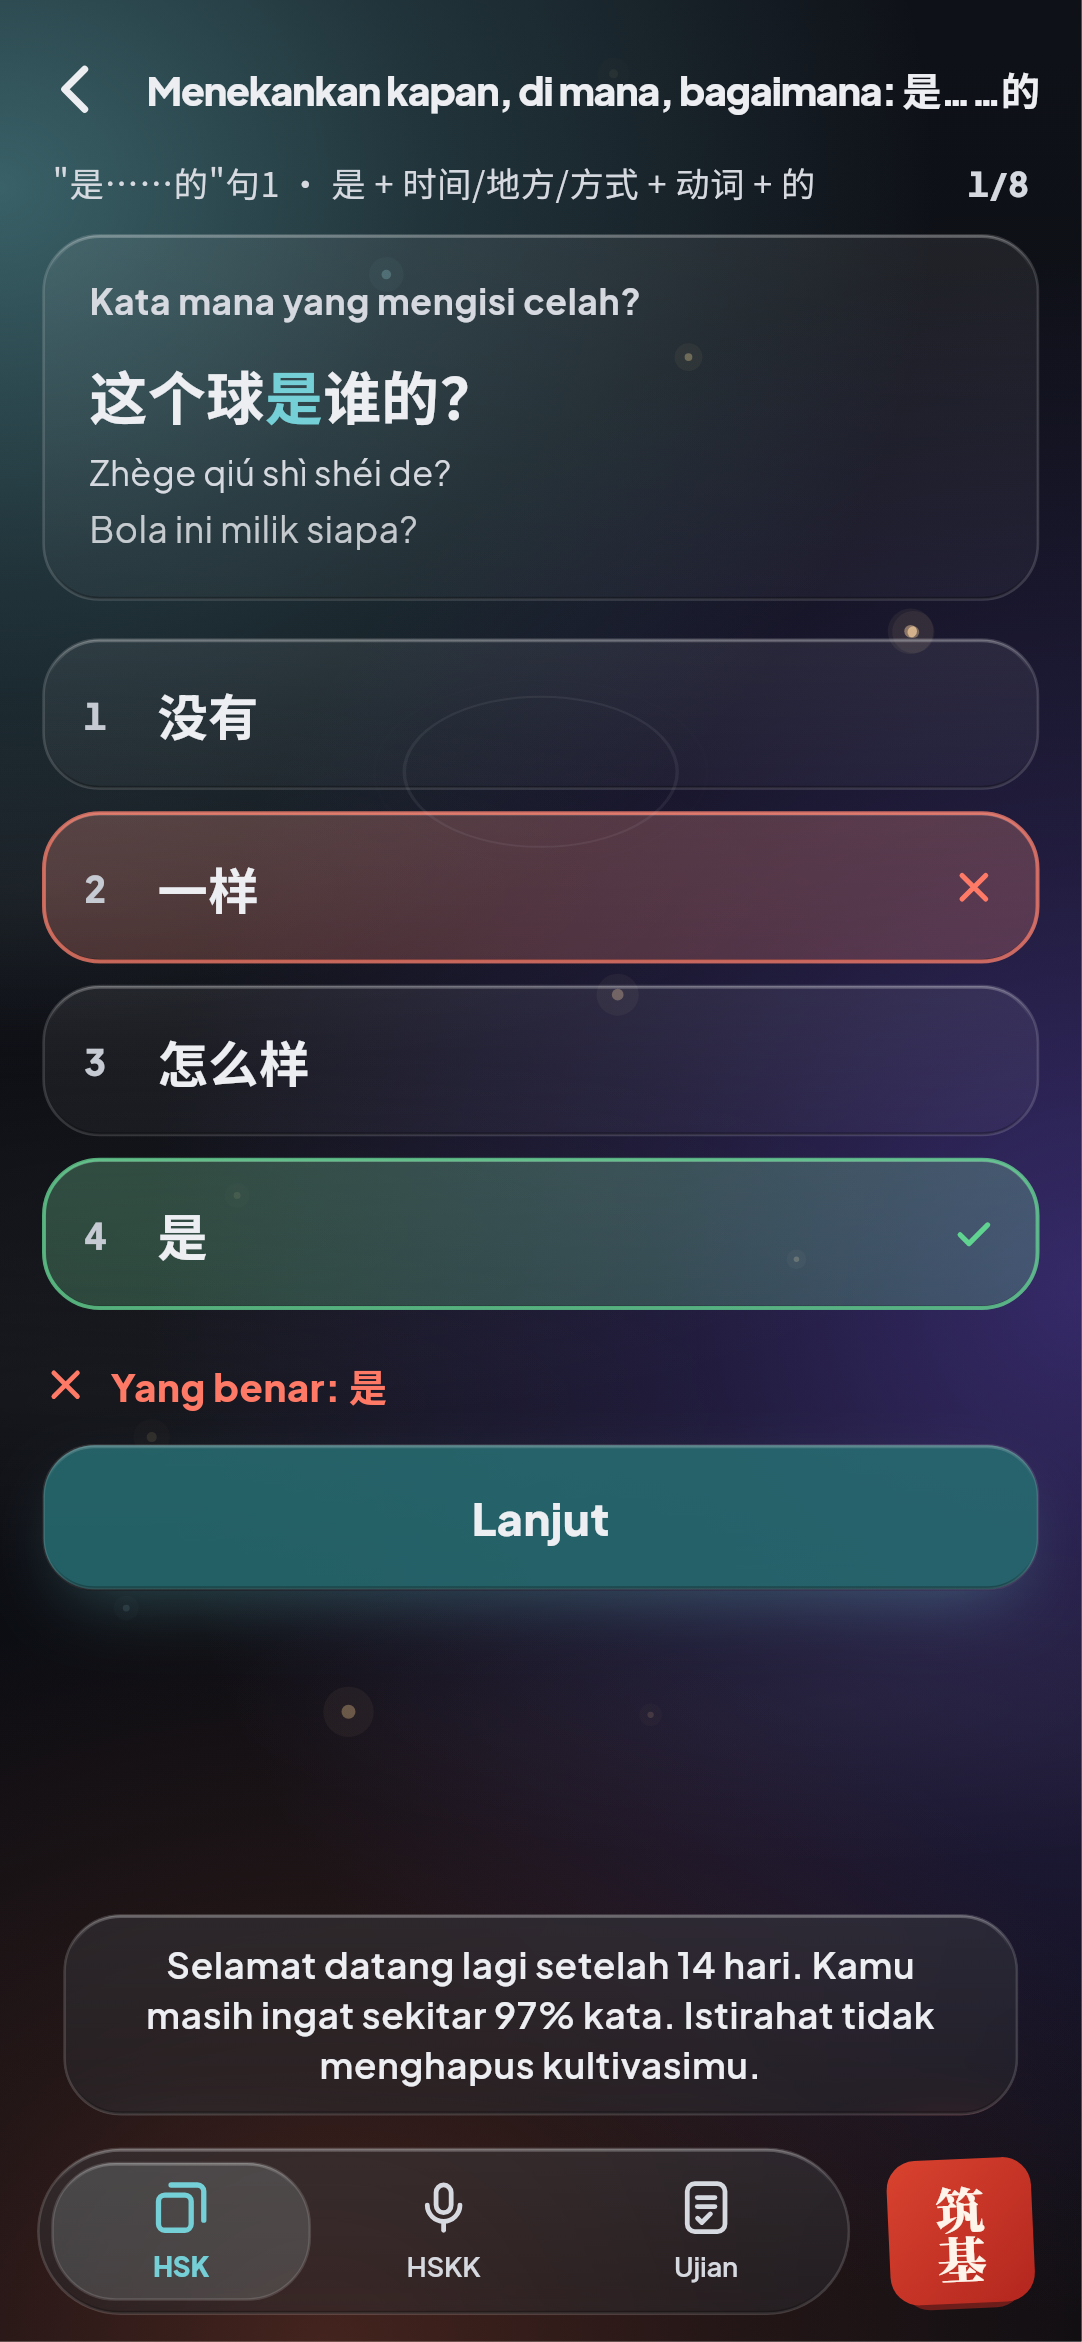 Menekankan kapan, di mana, bagaimana: 是……的
"是……的"句1 • 是 + 时间/地方/方式 + 动词 + 的
1/8
Kata mana yang mengisi celah?
这个球是谁的?
Zhège qiú shì shéi de?
Bola ini milik siapa?
1 没有
2 一样
3 怎么样
4 是
Yang benar: 是
Lanjut
Selamat datang lagi setelah 14 hari. Kamu
masih ingat sekitar 97% kata. Istirahat tidak
menghapus kultivasimu.
HSK
HSKK
Ujian
筑
基